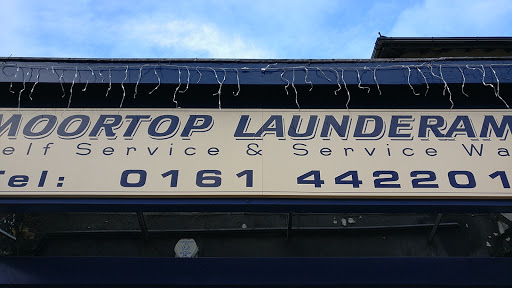 MOORTOP LAUNDERAM
elf Service & Service Wa
Tel: 0161 442201